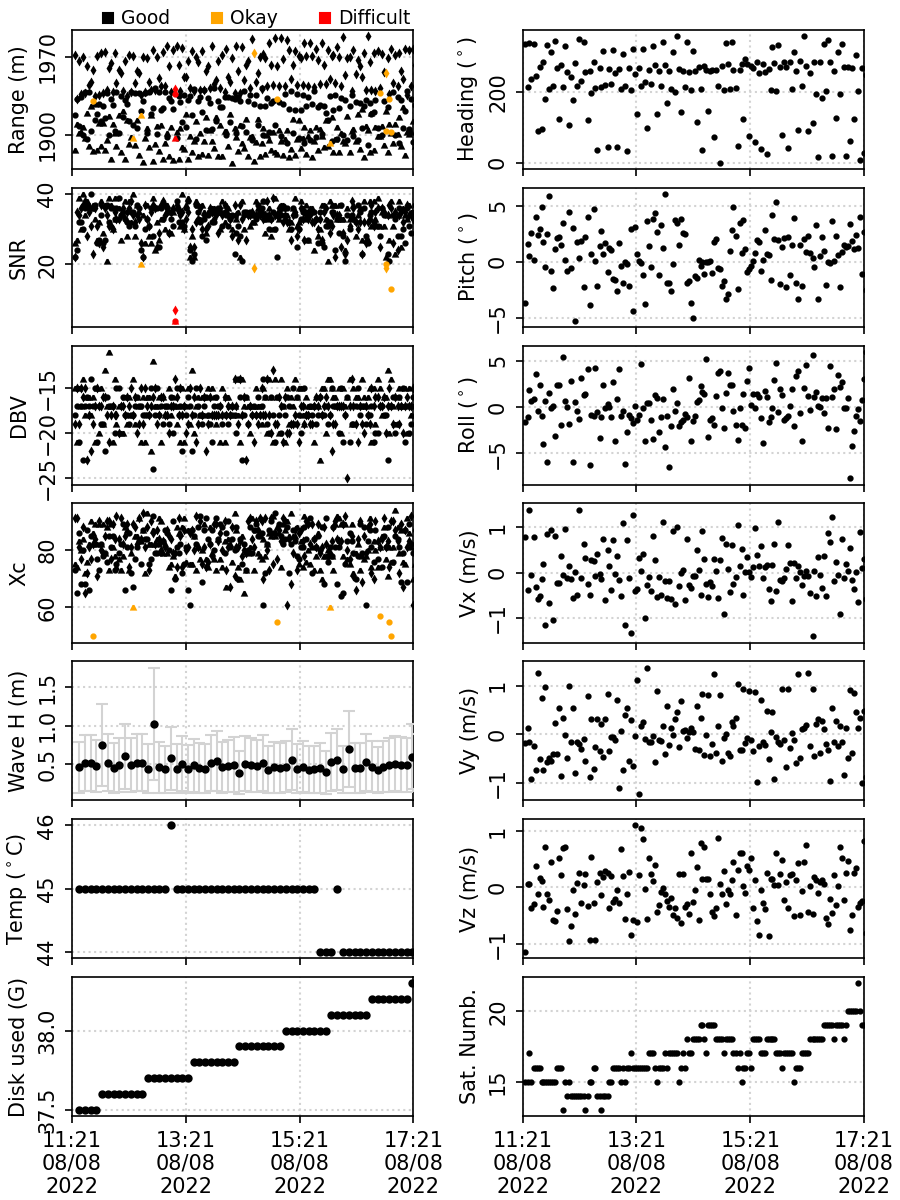 Good Okay Difficult
Range (m)
1970
1900
Heading (°)
200
0
SNR
40
20
Pitch (°)
5
0
−5
DBV
−15
−20
−25
Roll (°)
5
0
−5
Xc
80
60
Vx (m/s)
1
0
−1
Wave H (m)
1.5
1.0
0.5
Vy (m/s)
1
0
−1
Temp (°C)
46
45
44
Vz (m/s)
1
0
−1
Disk used (G)
38.0
37.5
Sat. Numb.
20
15
11:21 13:21 15:21 17:21 11:21 13:21 15:21 17:21
08/08 08/08 08/08 08/08 08/08 08/08 08/08 08/08
2022 2022 2022 2022 2022 2022 2022 2022